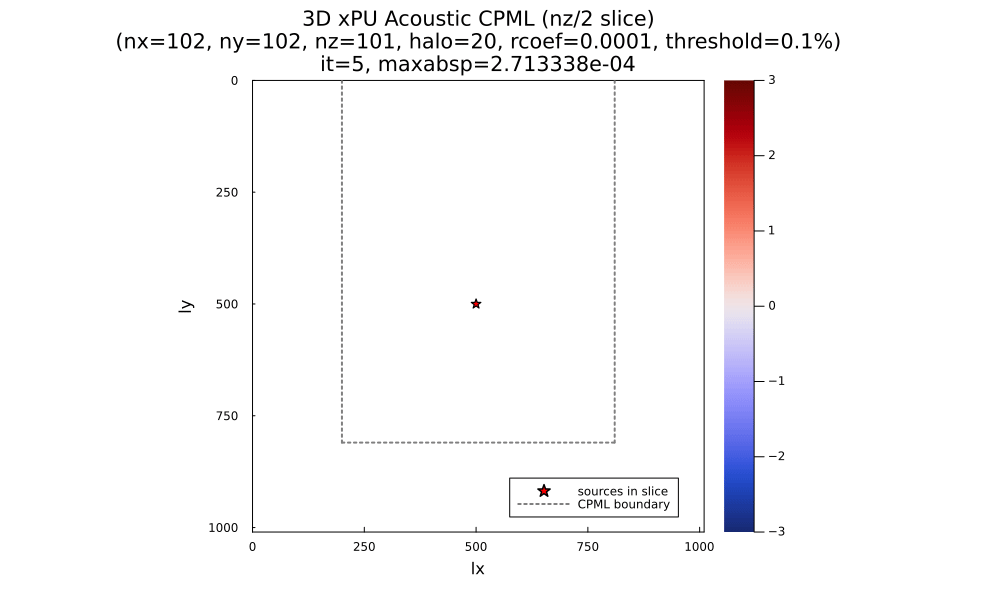 3D xPU Acoustic CPML (nz/2 slice)
(nx=102, ny=102, nz=101, halo=20, rcoef=0.0001, threshold=0.1%)
it=5, maxabsp=2.713338e-04
0
250
500
750
1000
ly
0
250
500
750
1000
lx
sources in slice
CPML boundary
3
2
1
0
−1
−2
−3